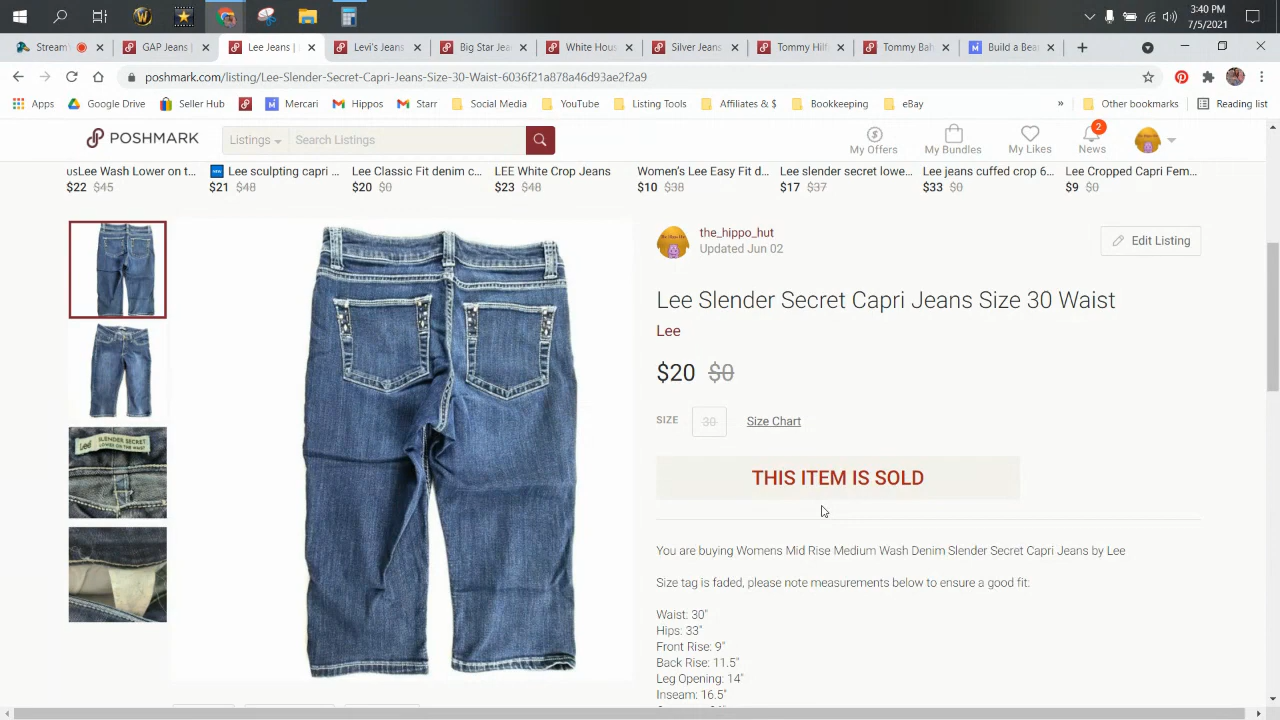 3:40 PM
7/5/2021
Stream
GAP Jeans |
Lee Jeans |
Levi's Jeans
Big Star Jea
White Hous
Silver Jeans
Tommy Hilf
Tommy Bah
Build a Bea
poshmark.com/listing/Lee-Slender-Secret-Capri-Jeans-Size-30-Waist-6036f21a878a46d93ae2f2a9
Apps Google Drive Seller Hub Mercari Hippos Starr Social Media YouTube Listing Tools Affiliates & $ Bookkeeping eBay » Other bookmarks Reading list
POSHMARK Listings Search Listings My Offers My Bundles My Likes 2 News
usLee Wash Lower on t... Lee sculpting capri ... Lee Classic Fit denim c... LEE White Crop Jeans Women's Lee Easy Fit d... Lee slender secret lowe... Lee jeans cuffed crop 6... Lee Cropped Capri Fem...
$22 $45 $21 $48 $20 $0 $23 $48 $10 $38 $17 $37 $33 $0 $9 $0
the_hippo_hut
Updated Jun 02
Edit Listing
Lee Slender Secret Capri Jeans Size 30 Waist
Lee
$20 $0
SIZE 30 Size Chart
THIS ITEM IS SOLD
You are buying Womens Mid Rise Medium Wash Denim Slender Secret Capri Jeans by Lee
Size tag is faded, please note measurements below to ensure a good fit:
Waist: 30"
Hips: 33"
Front Rise: 9"
Back Rise: 11.5"
Leg Opening: 14"
Inseam: 16.5"
Lee SLENDER SECRET
LOWER ON THE WAIST